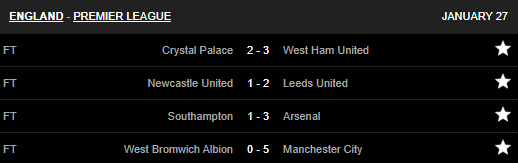 ENGLAND - PREMIER LEAGUE JANUARY 27
FT Crystal Palace 2 - 3 West Ham United
FT Newcastle United 1 - 2 Leeds United
FT Southampton 1 - 3 Arsenal
FT West Bromwich Albion 0 - 5 Manchester City